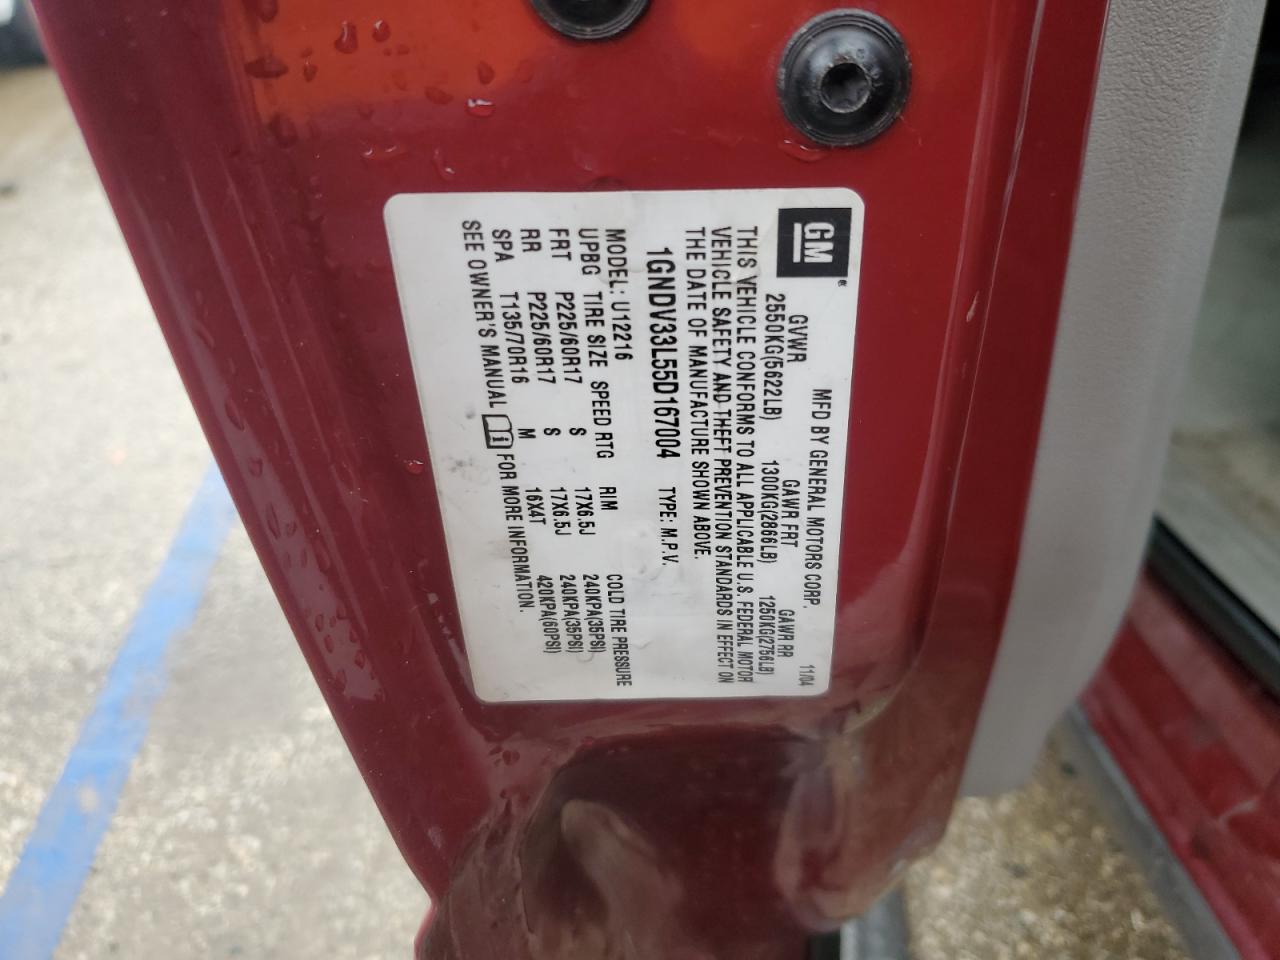 GM®
MFD BY GENERAL MOTORS CORP. 11/04
GVWR GAWR FRT GAWR RR
2550KG(5622LB) 1300KG(2866LB) 1250KG(2756LB)
THIS VEHICLE CONFORMS TO ALL APPLICABLE U.S. FEDERAL MOTOR
VEHICLE SAFETY AND THEFT PREVENTION STANDARDS IN EFFECT ON
THE DATE OF MANUFACTURE SHOWN ABOVE.
1GNDV33L55D167004 TYPE: M.P.V.
MODEL: U12216
UPBG TIRE SIZE SPEED RTG RIM COLD TIRE PRESSURE
FRT P225/60R17 S 17X6.5J 240KPA(35PSI)
RR P225/60R17 S 17X6.5J 240KPA(35PSI)
SPA T135/70R16 M 16X4T 420KPA(60PSI)
SEE OWNER'S MANUAL i FOR MORE INFORMATION.